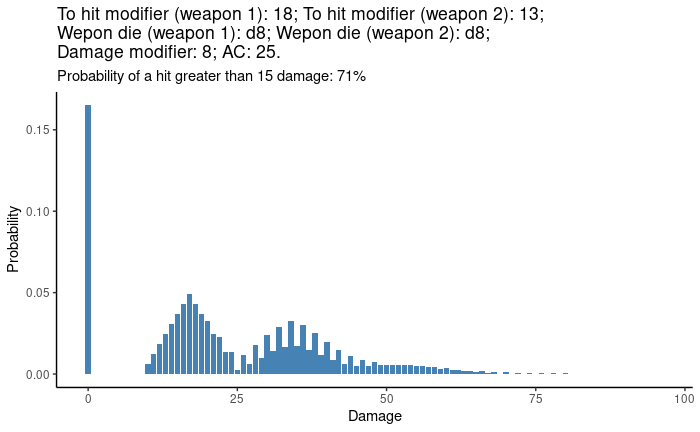 To hit modifier (weapon 1): 18; To hit modifier (weapon 2): 13;
Wepon die (weapon 1): d8; Wepon die (weapon 2): d8;
Damage modifier: 8; AC: 25.
Probability of a hit greater than 15 damage: 71%
0.15
0.10
0.05
0.00
Probability
0
25
50
75
100
Damage